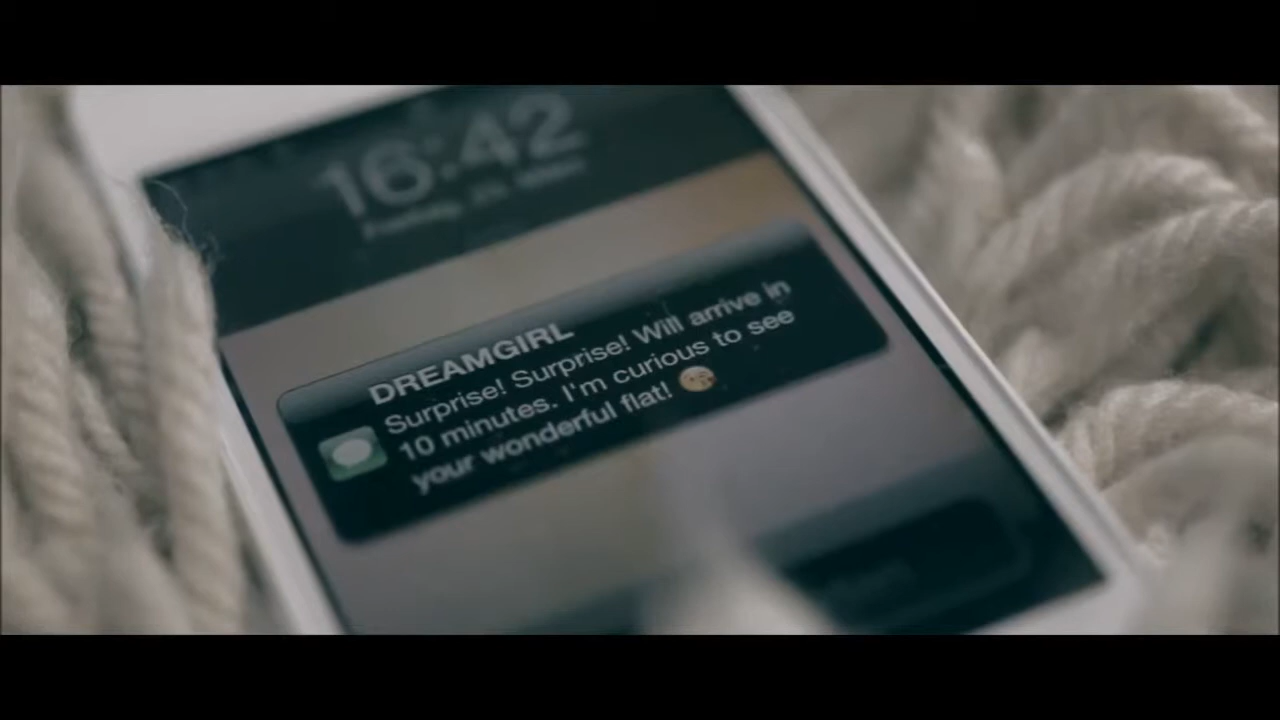 16:42
DREAMGIRL
Surprise! Surprise! Will arrive in
10 minutes. I'm curious to see
your wonderful flat! 😘